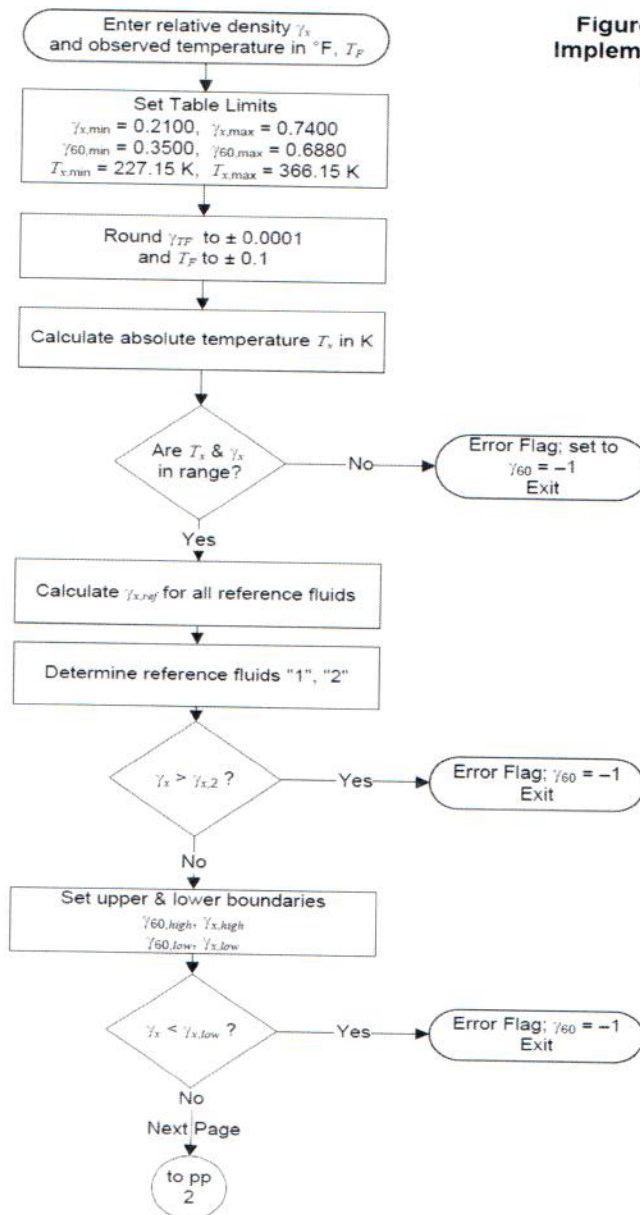 Figure
Implem
Enter relative density γx
and observed temperature in °F, TF
Set Table Limits
γx,min = 0.2100, γx,max = 0.7400
γ60,min = 0.3500, γ60,max = 0.6880
Tx,min = 227.15 K, Tx,max = 366.15 K
Round γTF to ± 0.0001
and TF to ± 0.1
Calculate absolute temperature Tx in K
Are Tx & γx
in range?
No
Error Flag; set to
γ60 = –1
Exit
Yes
Calculate γx,ref for all reference fluids
Determine reference fluids "1", "2"
γx > γx,2 ?
Yes
Error Flag; γ60 = –1
Exit
No
Set upper & lower boundaries
γ60,high, γx,high
γ60,low, γx,low
γx < γx,low ?
Yes
Error Flag; γ60 = –1
Exit
No
Next Page
to pp
2